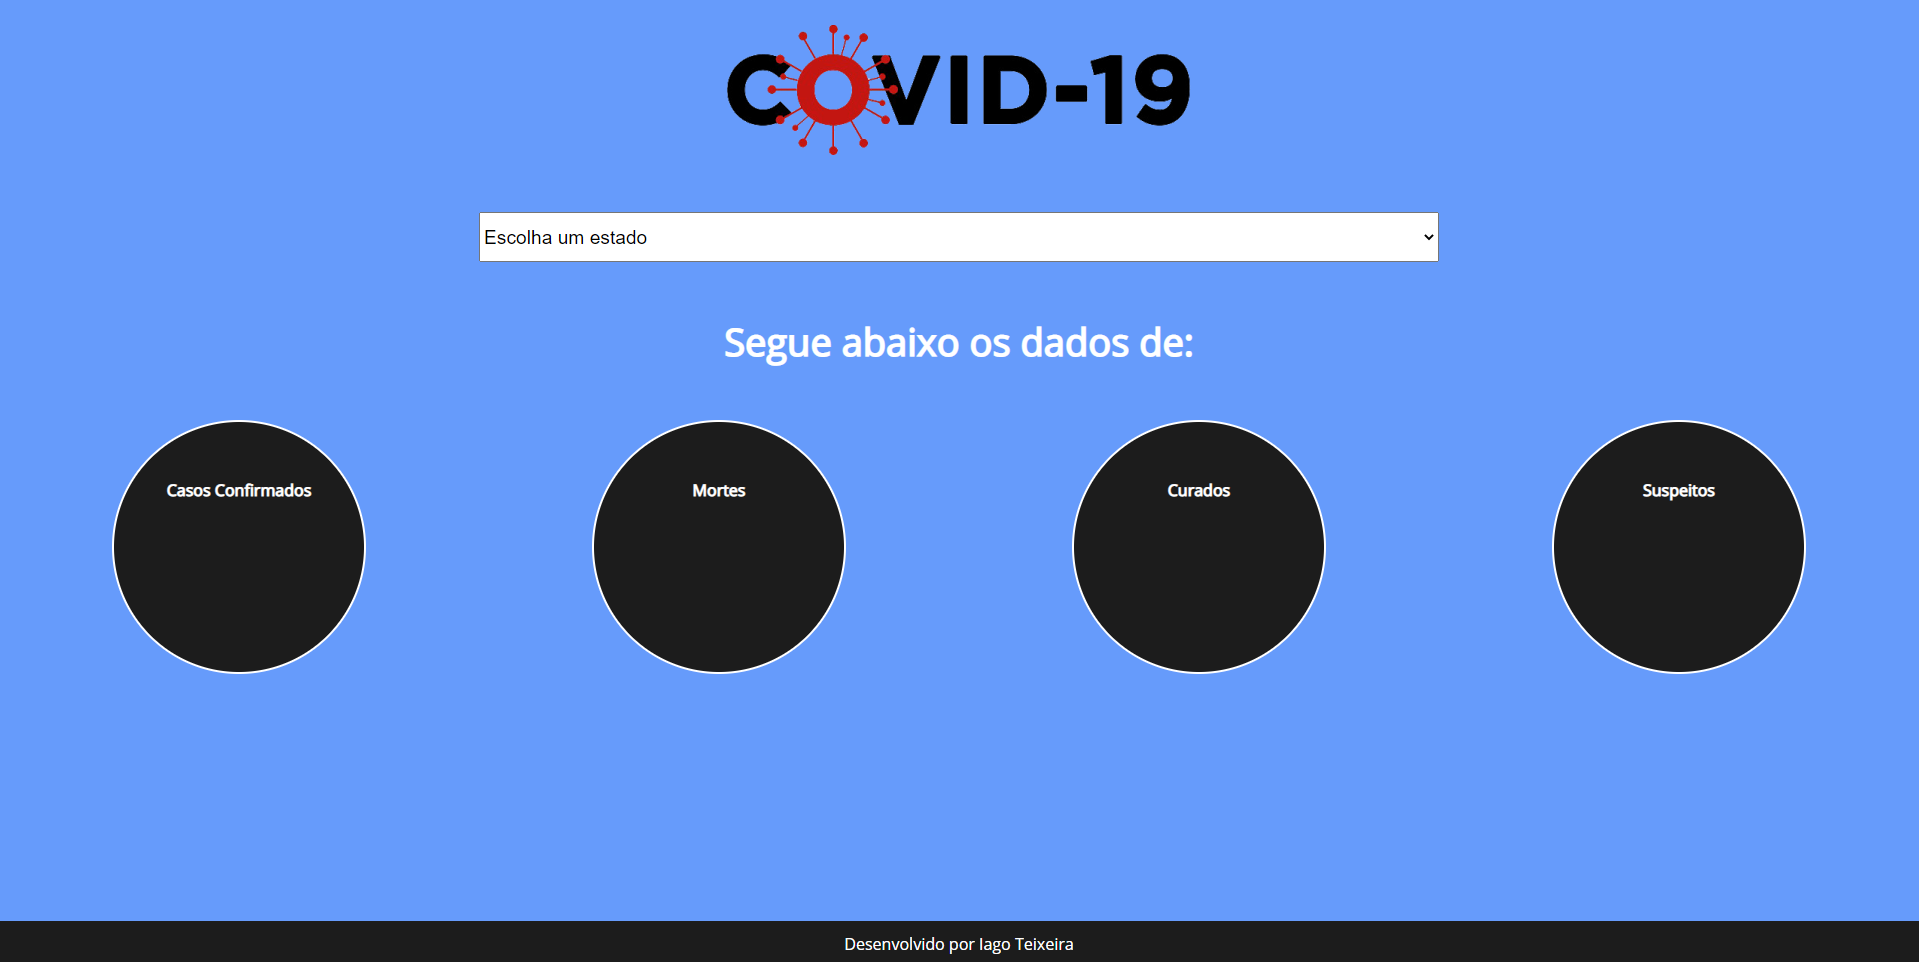 COVID-19
Escolha um estado
Segue abaixo os dados de:
Casos Confirmados
Mortes
Curados
Suspeitos
Desenvolvido por Iago Teixeira